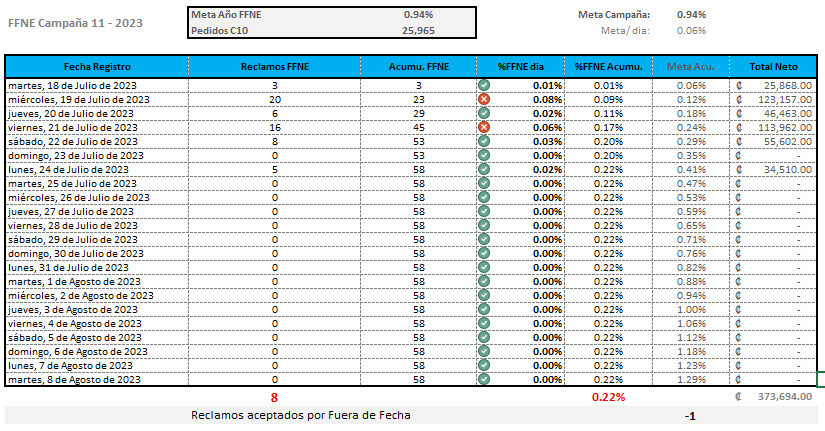 FFNE Campaña 11 - 2023
Meta Año FFNE 0.94% Meta Campaña: 0.94%
Pedidos C10 25,965 Meta/ dia: 0.06%
Fecha Registro Reclamos FFNE Acumu. FFNE %FFNE dia %FFNE Acumu. Meta Acu. Total Neto
martes, 18 de Julio de 2023 3 3 0.01% 0.01% 0.06% ₡ 25,868.00
miércoles, 19 de Julio de 2023 20 23 0.08% 0.09% 0.12% ₡ 123,157.00
jueves, 20 de Julio de 2023 6 29 0.02% 0.11% 0.18% ₡ 46,463.00
viernes, 21 de Julio de 2023 16 45 0.06% 0.17% 0.24% ₡ 113,962.00
sábado, 22 de Julio de 2023 8 53 0.03% 0.20% 0.29% ₡ 55,602.00
domingo, 23 de Julio de 2023 0 53 0.00% 0.20% 0.35% ₡ -
lunes, 24 de Julio de 2023 5 58 0.02% 0.22% 0.41% ₡ 34,510.00
martes, 25 de Julio de 2023 0 58 0.00% 0.22% 0.47% ₡ -
miércoles, 26 de Julio de 2023 0 58 0.00% 0.22% 0.53% ₡ -
jueves, 27 de Julio de 2023 0 58 0.00% 0.22% 0.59% ₡ -
viernes, 28 de Julio de 2023 0 58 0.00% 0.22% 0.65% ₡ -
sábado, 29 de Julio de 2023 0 58 0.00% 0.22% 0.71% ₡ -
domingo, 30 de Julio de 2023 0 58 0.00% 0.22% 0.76% ₡ -
lunes, 31 de Julio de 2023 0 58 0.00% 0.22% 0.82% ₡ -
martes, 1 de Agosto de 2023 0 58 0.00% 0.22% 0.88% ₡ -
miércoles, 2 de Agosto de 2023 0 58 0.00% 0.22% 0.94% ₡ -
jueves, 3 de Agosto de 2023 0 58 0.00% 0.22% 1.00% ₡ -
viernes, 4 de Agosto de 2023 0 58 0.00% 0.22% 1.06% ₡ -
sábado, 5 de Agosto de 2023 0 58 0.00% 0.22% 1.12% ₡ -
domingo, 6 de Agosto de 2023 0 58 0.00% 0.22% 1.18% ₡ -
lunes, 7 de Agosto de 2023 0 58 0.00% 0.22% 1.23% ₡ -
martes, 8 de Agosto de 2023 0 58 0.00% 0.22% 1.29% ₡ -
8 0.22% ₡ 373,694.00
Reclamos aceptados por Fuera de Fecha -1